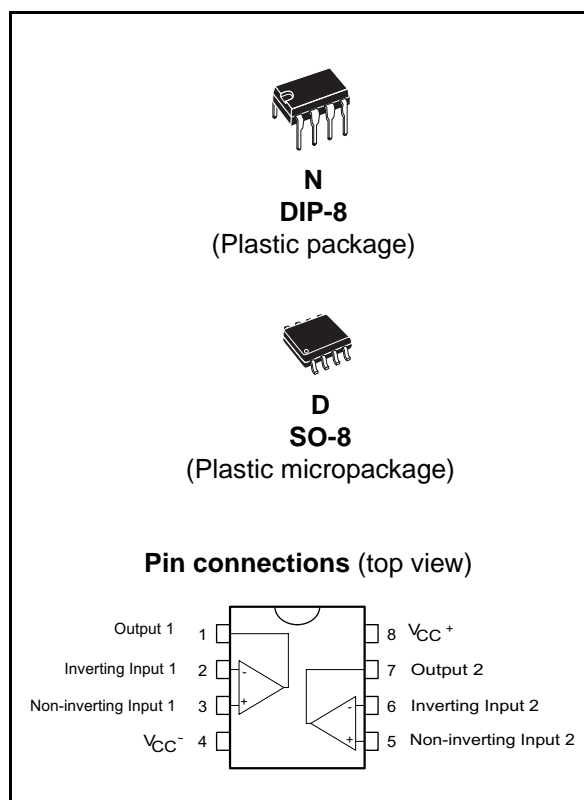 N
DIP-8
(Plastic package)
D
SO-8
(Plastic micropackage)
Pin connections (top view)
Output 1 1
Inverting Input 1 2 -
Non-inverting Input 1 3 +
VCC- 4
8 VCC+
7 Output 2
- 6 Inverting Input 2
+ 5 Non-inverting Input 2